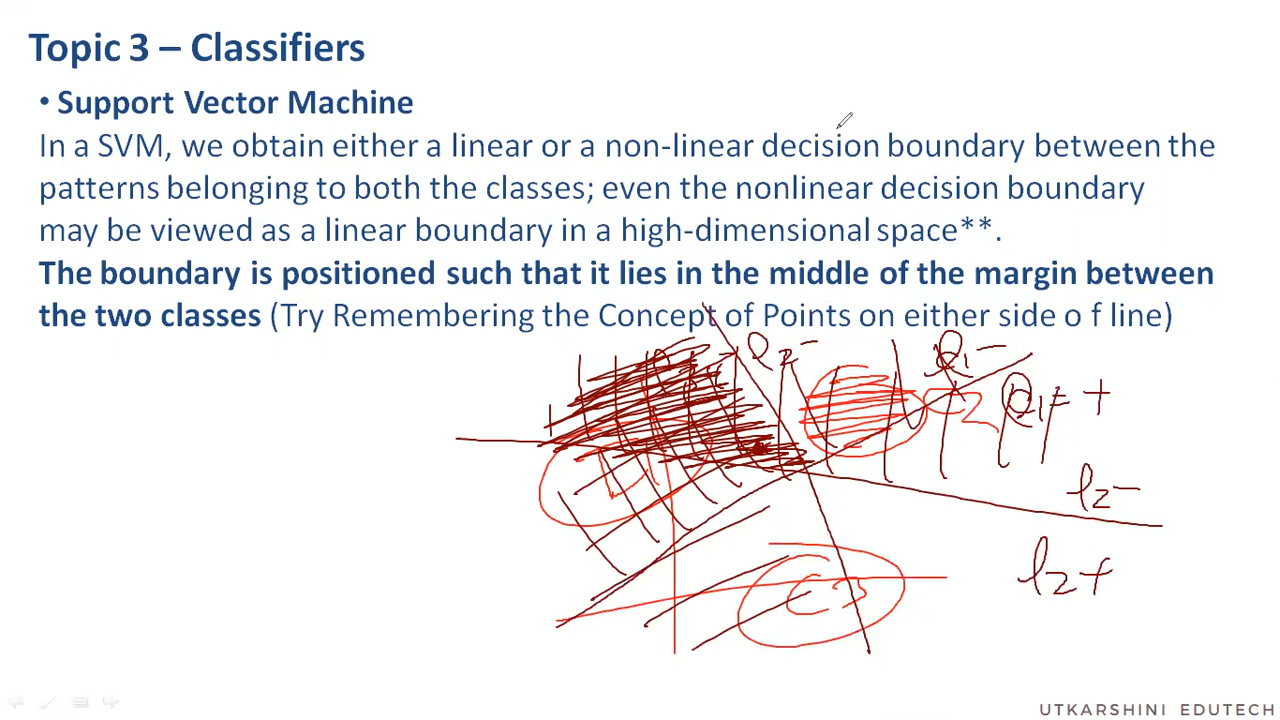 Topic 3 – Classifiers
• Support Vector Machine
In a SVM, we obtain either a linear or a non-linear decision boundary between the
patterns belonging to both the classes; even the nonlinear decision boundary
may be viewed as a linear boundary in a high-dimensional space**.
The boundary is positioned such that it lies in the middle of the margin between
the two classes (Try Remembering the Concept of Points on either side o f line)
l2-
l1-
C2
l1= +
l2-
l2+
C3
UTKARSHINI EDUTECH